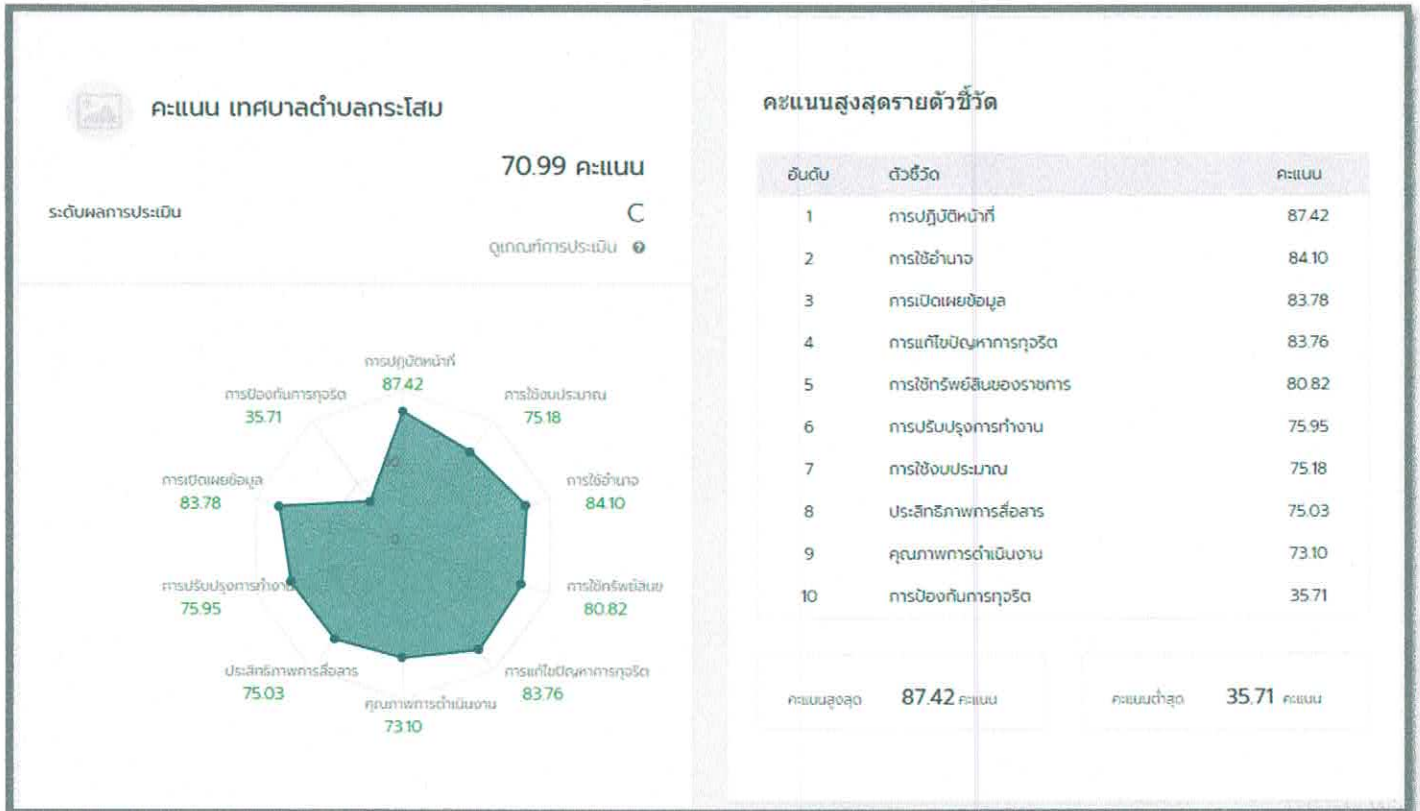 คะแนน เทศบาลตำบลกระโสม
70.99 คะแนน
ระดับผลการประเมิน C
ดูเกณฑ์การประเมิน
การปฏิบัติหน้าที่
87.42
การป้องกันการทุจริต
35.71
การใช้งบประมาณ
75.18
การเปิดเผยข้อมูล
83.78
การใช้อำนาจ
84.10
การปรับปรุงการทำงาน
75.95
การใช้ทรัพย์สินข
80.82
ประสิทธิภาพการสื่อสาร
75.03
การแก้ไขปัญหาการทุจริต
83.76
คุณภาพการดำเนินงาน
73.10
0
คะแนนสูงสุดรายตัวชี้วัด
อันดับ ตัวชี้วัด คะแนน
1 การปฏิบัติหน้าที่ 87.42
2 การใช้อำนาจ 84.10
3 การเปิดเผยข้อมูล 83.78
4 การแก้ไขปัญหาการทุจริต 83.76
5 การใช้ทรัพย์สินของราชการ 80.82
6 การปรับปรุงการทำงาน 75.95
7 การใช้งบประมาณ 75.18
8 ประสิทธิภาพการสื่อสาร 75.03
9 คุณภาพการดำเนินงาน 73.10
10 การป้องกันการทุจริต 35.71
คะแนนสูงสุด 87.42 คะแนน
คะแนนต่ำสุด 35.71 คะแนน